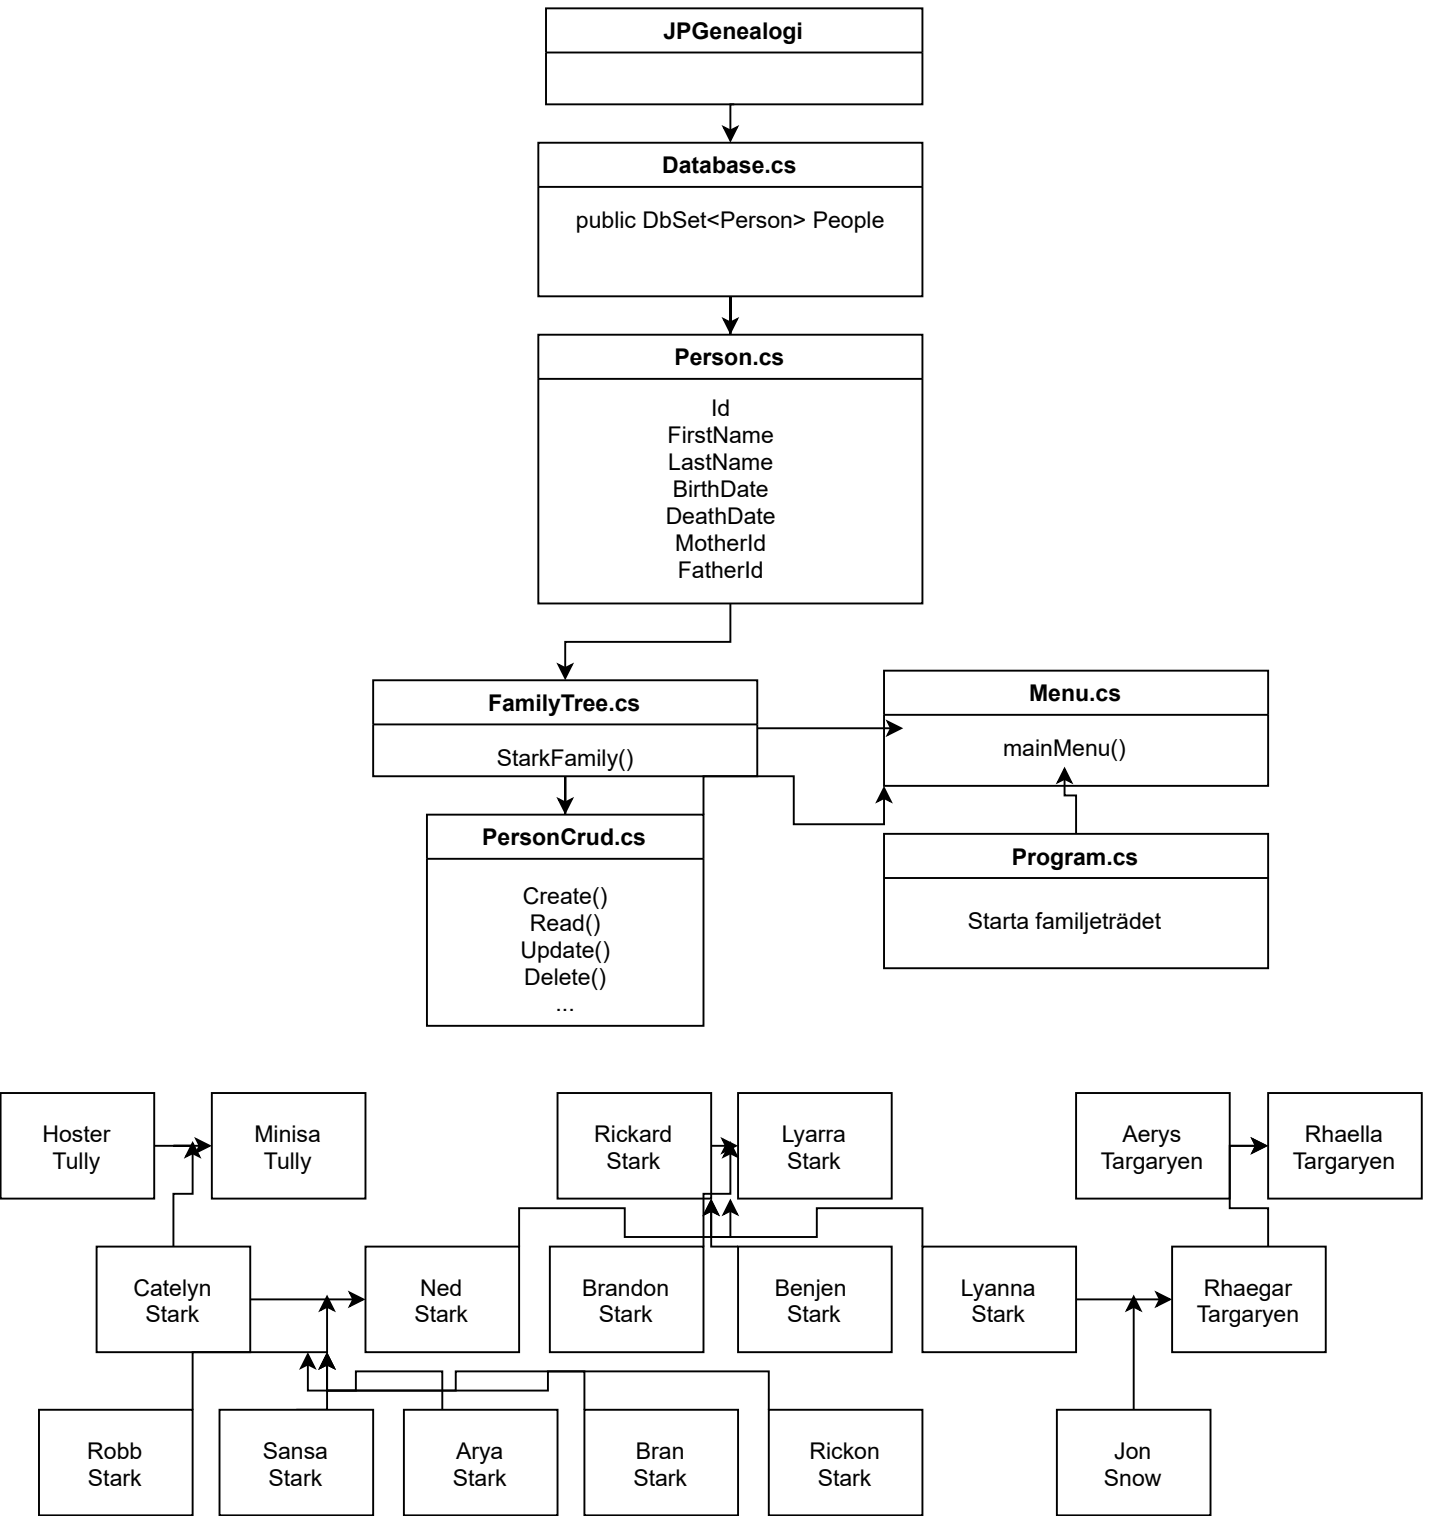 JPGenealogi
Database.cs
public DbSet<Person> People
Person.cs
Id
FirstName
LastName
BirthDate
DeathDate
MotherId
FatherId
FamilyTree.cs
StarkFamily()
Menu.cs
mainMenu()
PersonCrud.cs
Create()
Read()
Update()
Delete()
...
Program.cs
Starta familjeträdet
Hoster
Tully
Minisa
Tully
Rickard
Stark
Lyarra
Stark
Aerys
Targaryen
Rhaella
Targaryen
Catelyn
Stark
Ned
Stark
Brandon
Stark
Benjen
Stark
Lyanna
Stark
Rhaegar
Targaryen
Robb
Stark
Sansa
Stark
Arya
Stark
Bran
Stark
Rickon
Stark
Jon
Snow